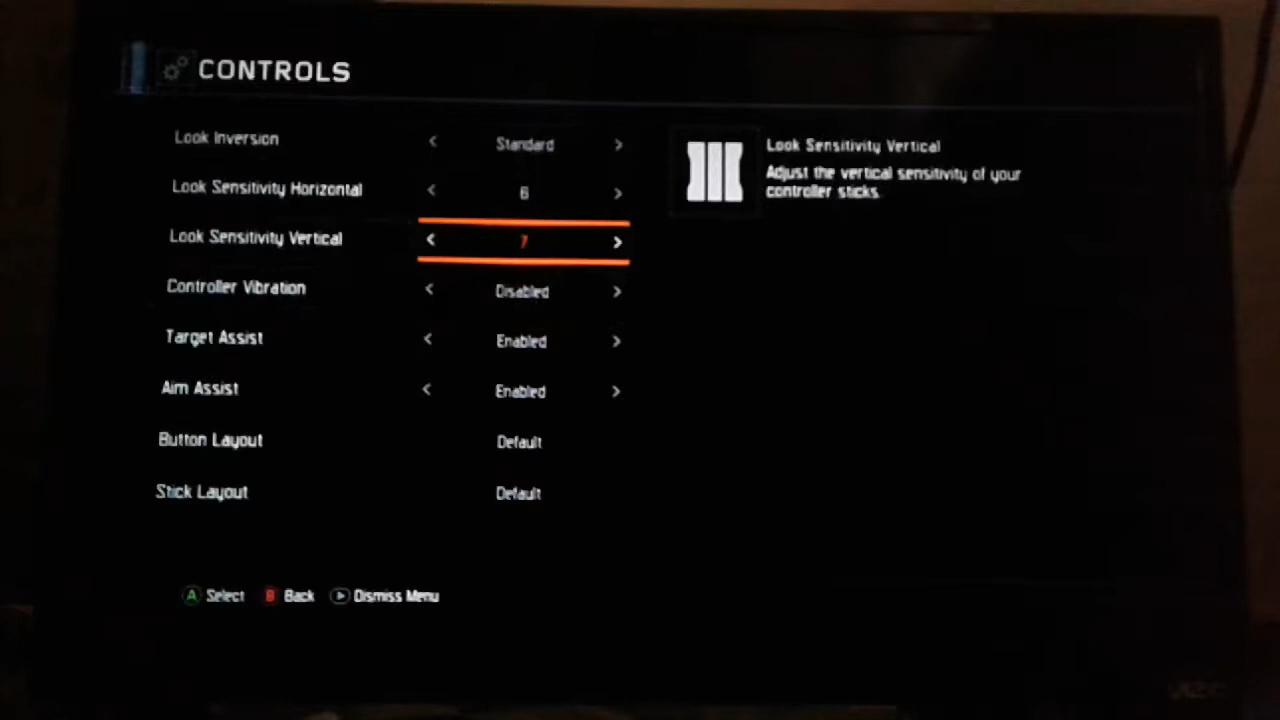 CONTROLS
Look Inversion < Standard >
Look Sensitivity Horizontal < 6 >
Look Sensitivity Vertical < 7 >
Controller Vibration < Disabled >
Target Assist < Enabled >
Aim Assist < Enabled >
Button Layout Default
Stick Layout Default
Look Sensitivity Vertical
Adjust the vertical sensitivity of your
controller sticks.
A Select B Back Dismiss Menu